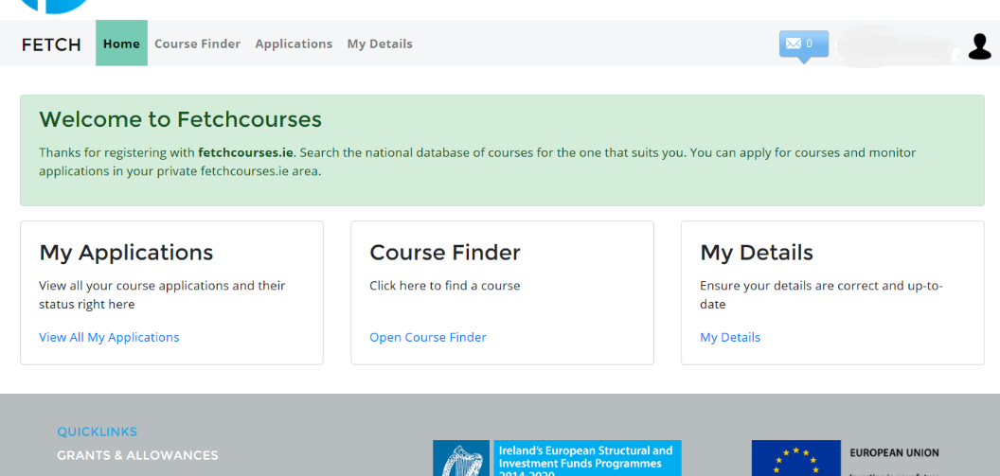 FETCH
Home
Course Finder
Applications
My Details
0
Welcome to Fetchcourses
Thanks for registering with fetchcourses.ie. Search the national database of courses for the one that suits you. You can apply for courses and monitor
applications in your private fetchcourses.ie area.
My Applications
View all your course applications and their
status right here
View All My Applications
Course Finder
Click here to find a course
Open Course Finder
My Details
Ensure your details are correct and up-to-
date
My Details
QUICKLINKS
GRANTS & ALLOWANCES
Ireland's European Structural and
Investment Funds Programmes
2014-2020
EUROPEAN UNION